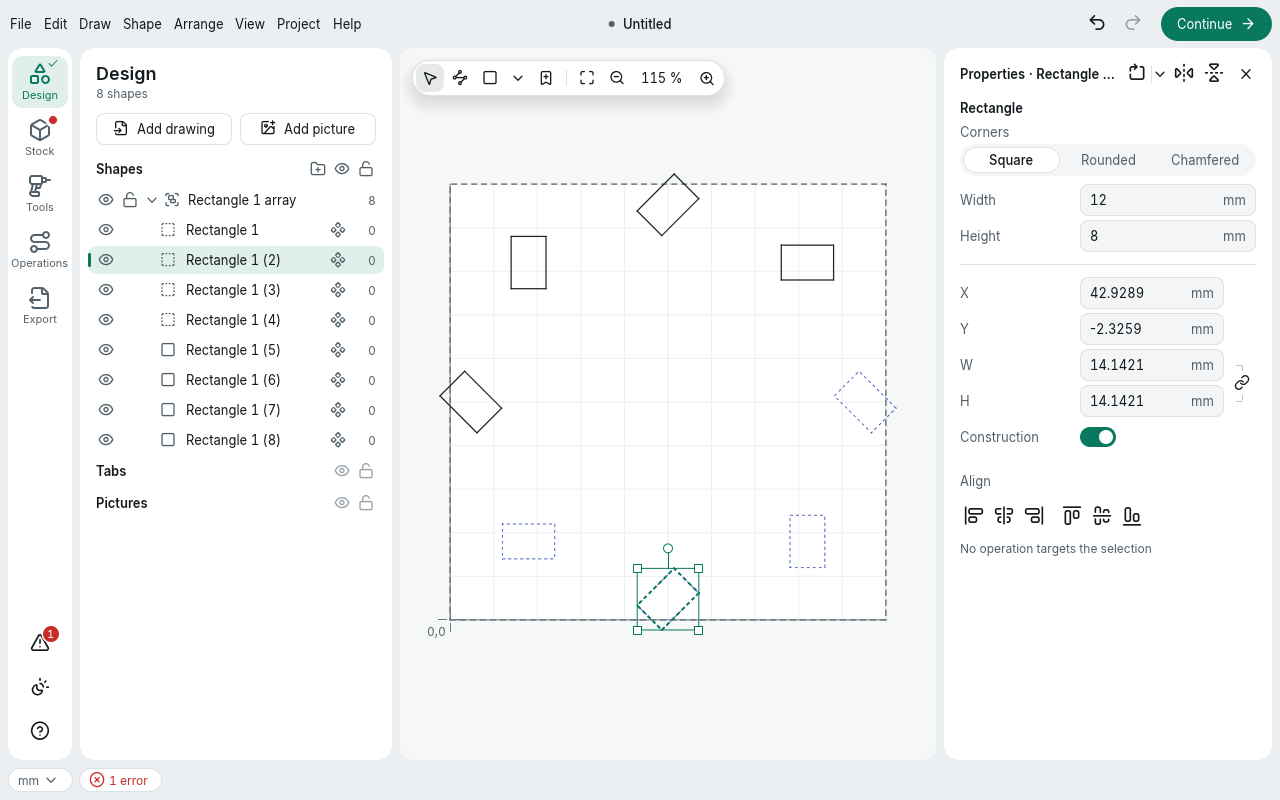 File Edit Draw Shape Arrange View Project Help
Untitled
Continue
Design
Stock
Tools
Operations
Export
1
Design
8 shapes
Add drawing
Add picture
Shapes
Rectangle 1 array 8
Rectangle 1 0
Rectangle 1 (2) 0
Rectangle 1 (3) 0
Rectangle 1 (4) 0
Rectangle 1 (5) 0
Rectangle 1 (6) 0
Rectangle 1 (7) 0
Rectangle 1 (8) 0
Tabs
Pictures
115 %
0,0
Properties · Rectangle ...
Rectangle
Corners
Square Rounded Chamfered
Width 12 mm
Height 8 mm
X 42.9289 mm
Y -2.3259 mm
W 14.1421 mm
H 14.1421 mm
Construction
Align
No operation targets the selection
mm
1 error